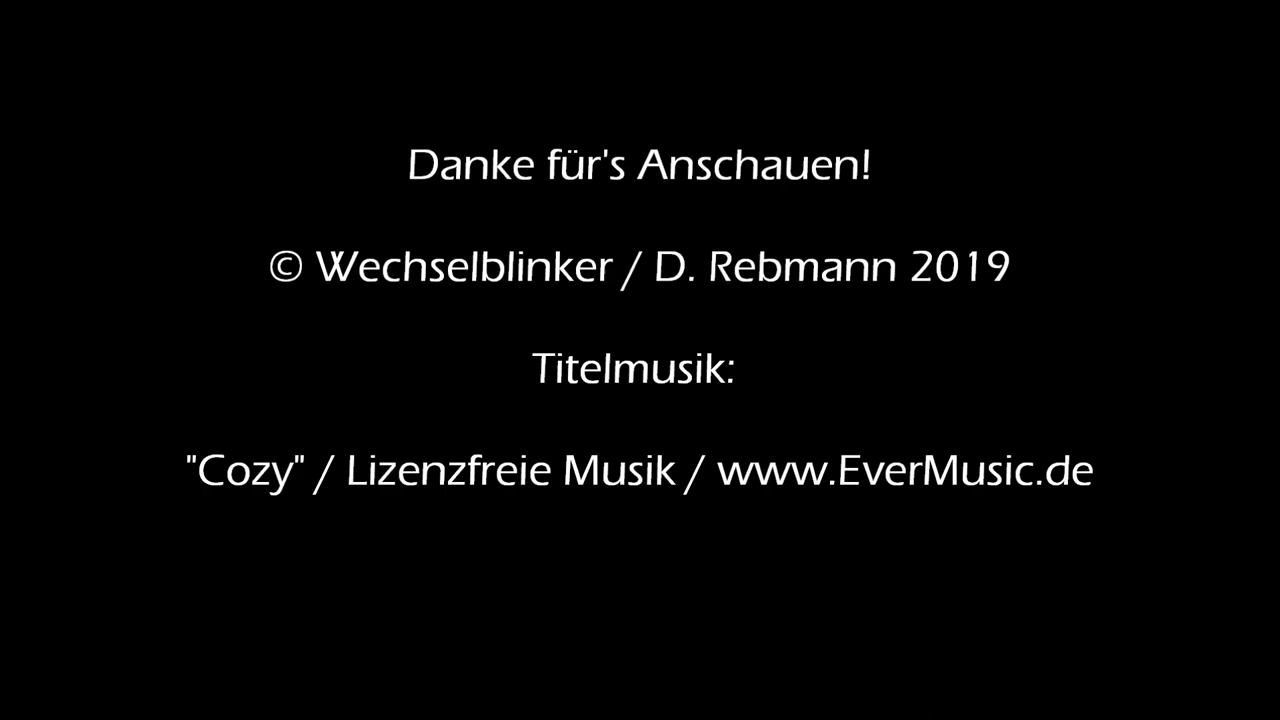 Danke für's Anschauen!
© Wechselblinker / D. Rebmann 2019
Titelmusik:
"Cozy" / Lizenzfreie Musik / www.EverMusic.de